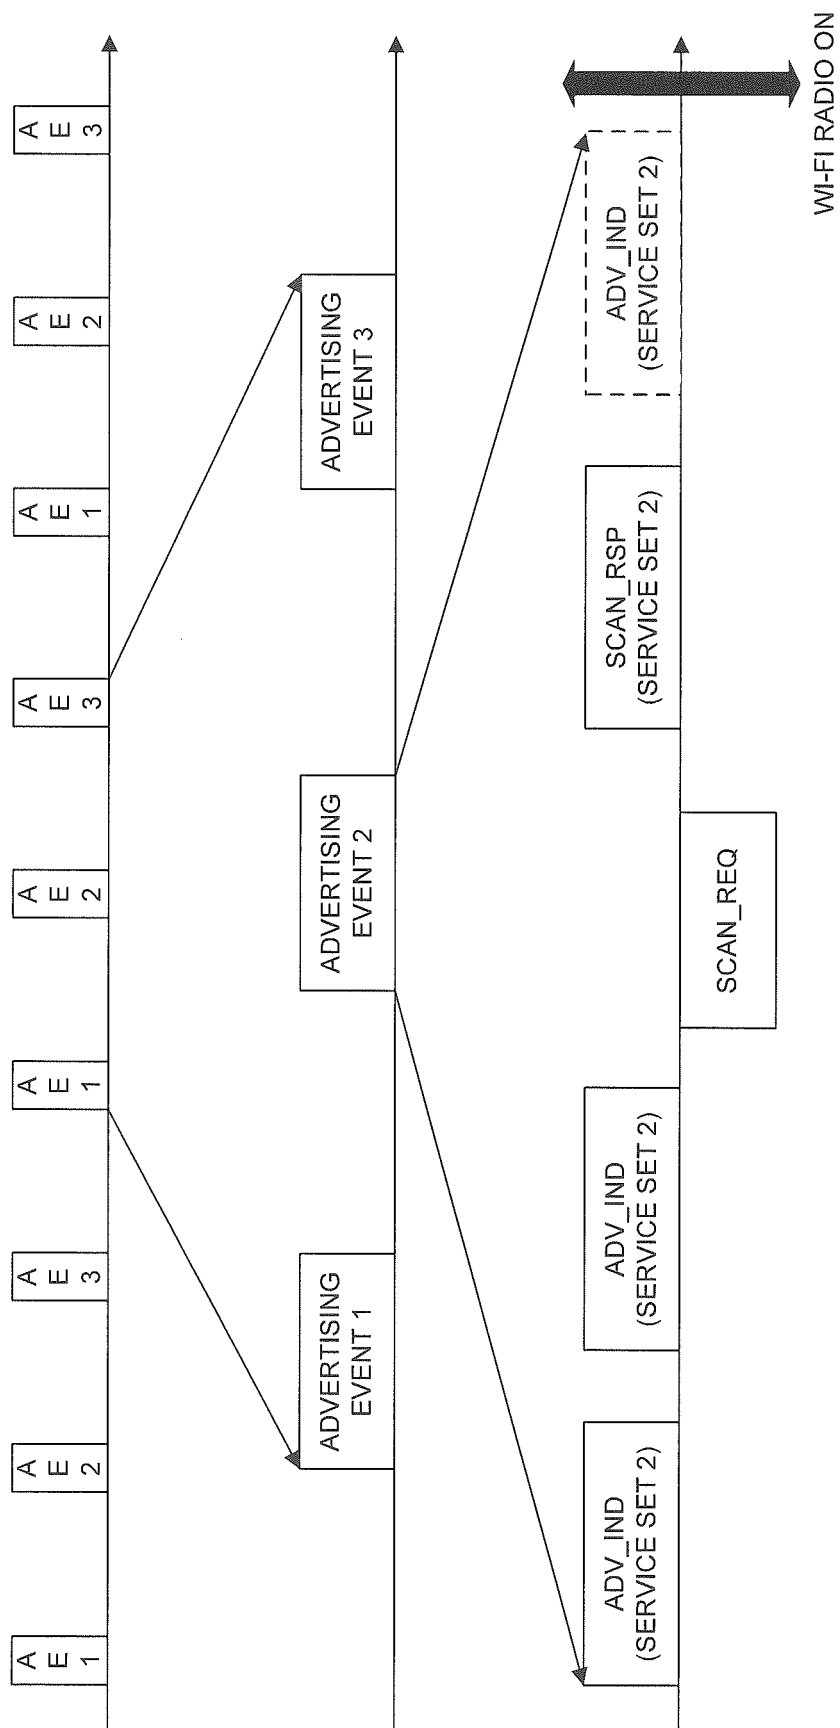 A
E
1
A
E
2
A
E
3
A
E
1
A
E
2
A
E
3
A
E
1
A
E
2
A
E
3
ADVERTISING
EVENT 1
ADVERTISING
EVENT 2
ADVERTISING
EVENT 3
ADV_IND
(SERVICE SET 2)
ADV_IND
(SERVICE SET 2)
SCAN_REQ
SCAN_RSP
(SERVICE SET 2)
ADV_IND
(SERVICE SET 2)
WI-FI RADIO ON